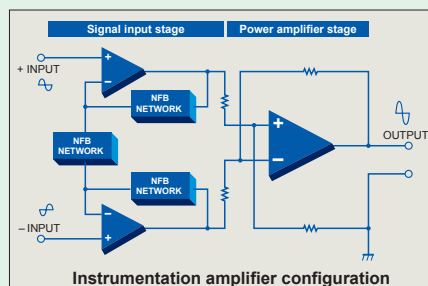 Signal input stage
Power amplifier stage
+ INPUT
+
−
NFB
NETWORK
NFB
NETWORK
NFB
NETWORK
− INPUT
−
+
+
−
OUTPUT
Instrumentation amplifier configuration